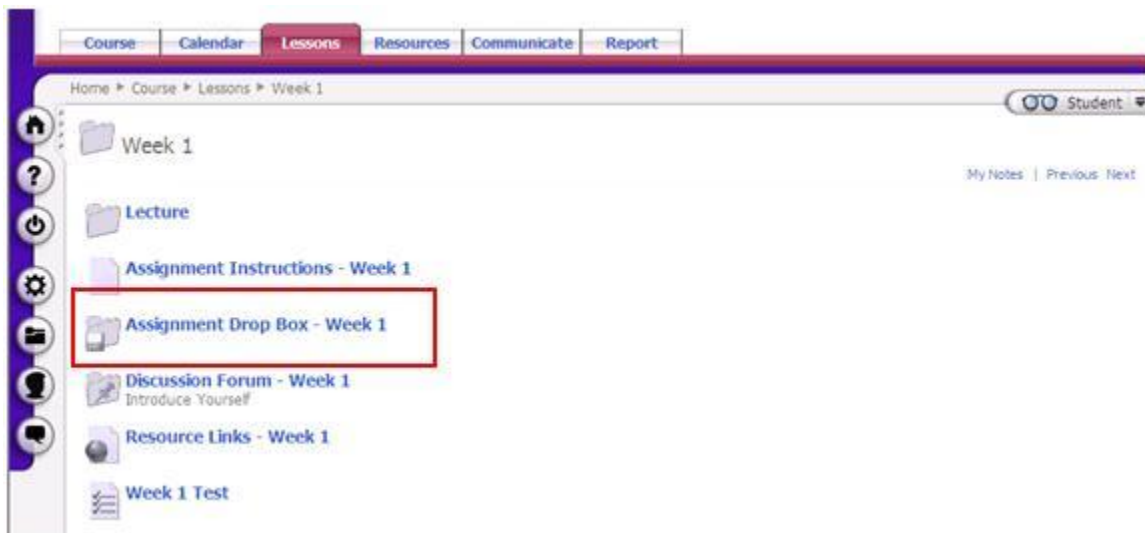 Course Calendar Lessons Resources Communicate Report
Home ▶ Course ▶ Lessons ▶ Week 1
Student
Week 1
My Notes | Previous Next
Lecture
Assignment Instructions - Week 1
Assignment Drop Box - Week 1
Discussion Forum - Week 1
Introduce Yourself
Resource Links - Week 1
Week 1 Test